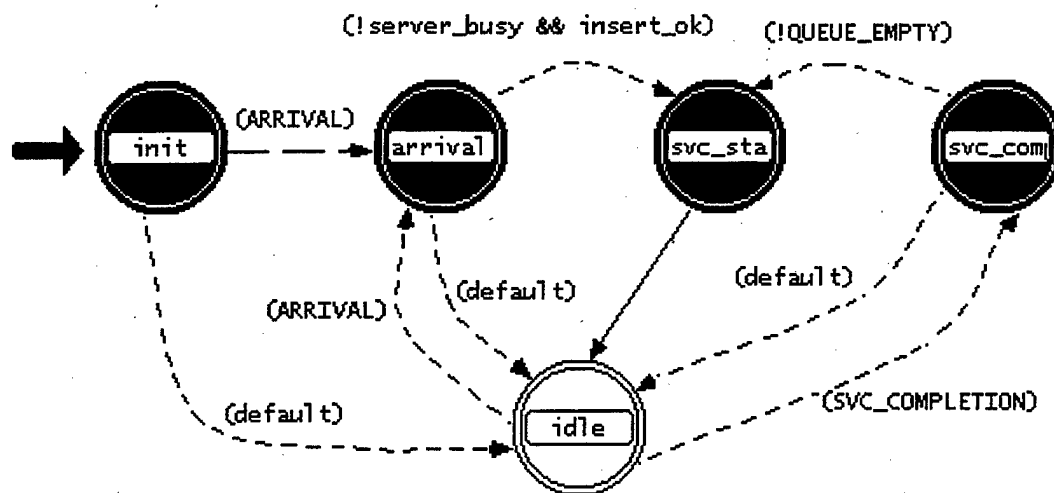 (!server_busy && insert_ok)
(!QUEUE_EMPTY)
(ARRIVAL)
init
arrival
svc_sta
svc_comp
(default)
(default)
(ARRIVAL)
(default)
(SVC_COMPLETION)
idle